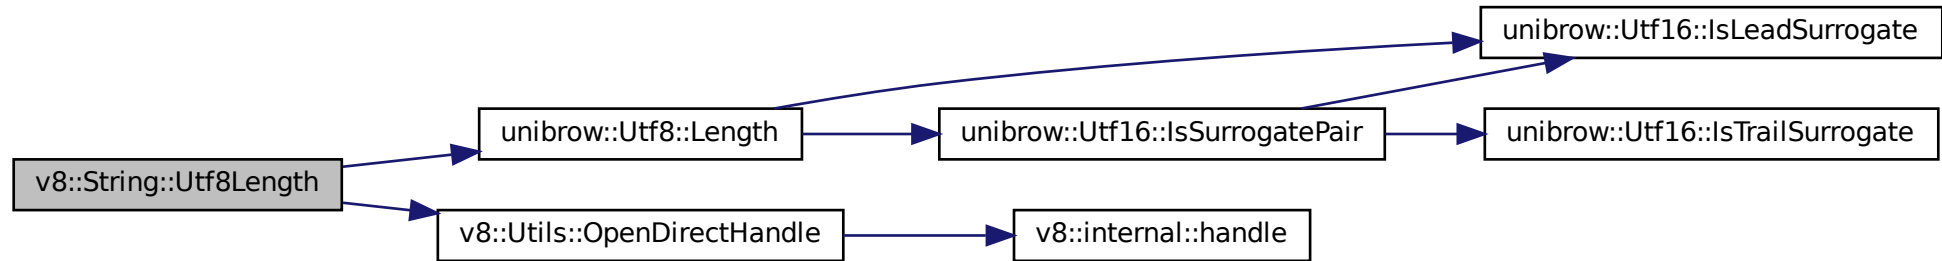 unibrow::Utf16::IsLeadSurrogate
unibrow::Utf8::Length
unibrow::Utf16::IsSurrogatePair
unibrow::Utf16::IsTrailSurrogate
v8::String::Utf8Length
v8::Utils::OpenDirectHandle
v8::internal::handle